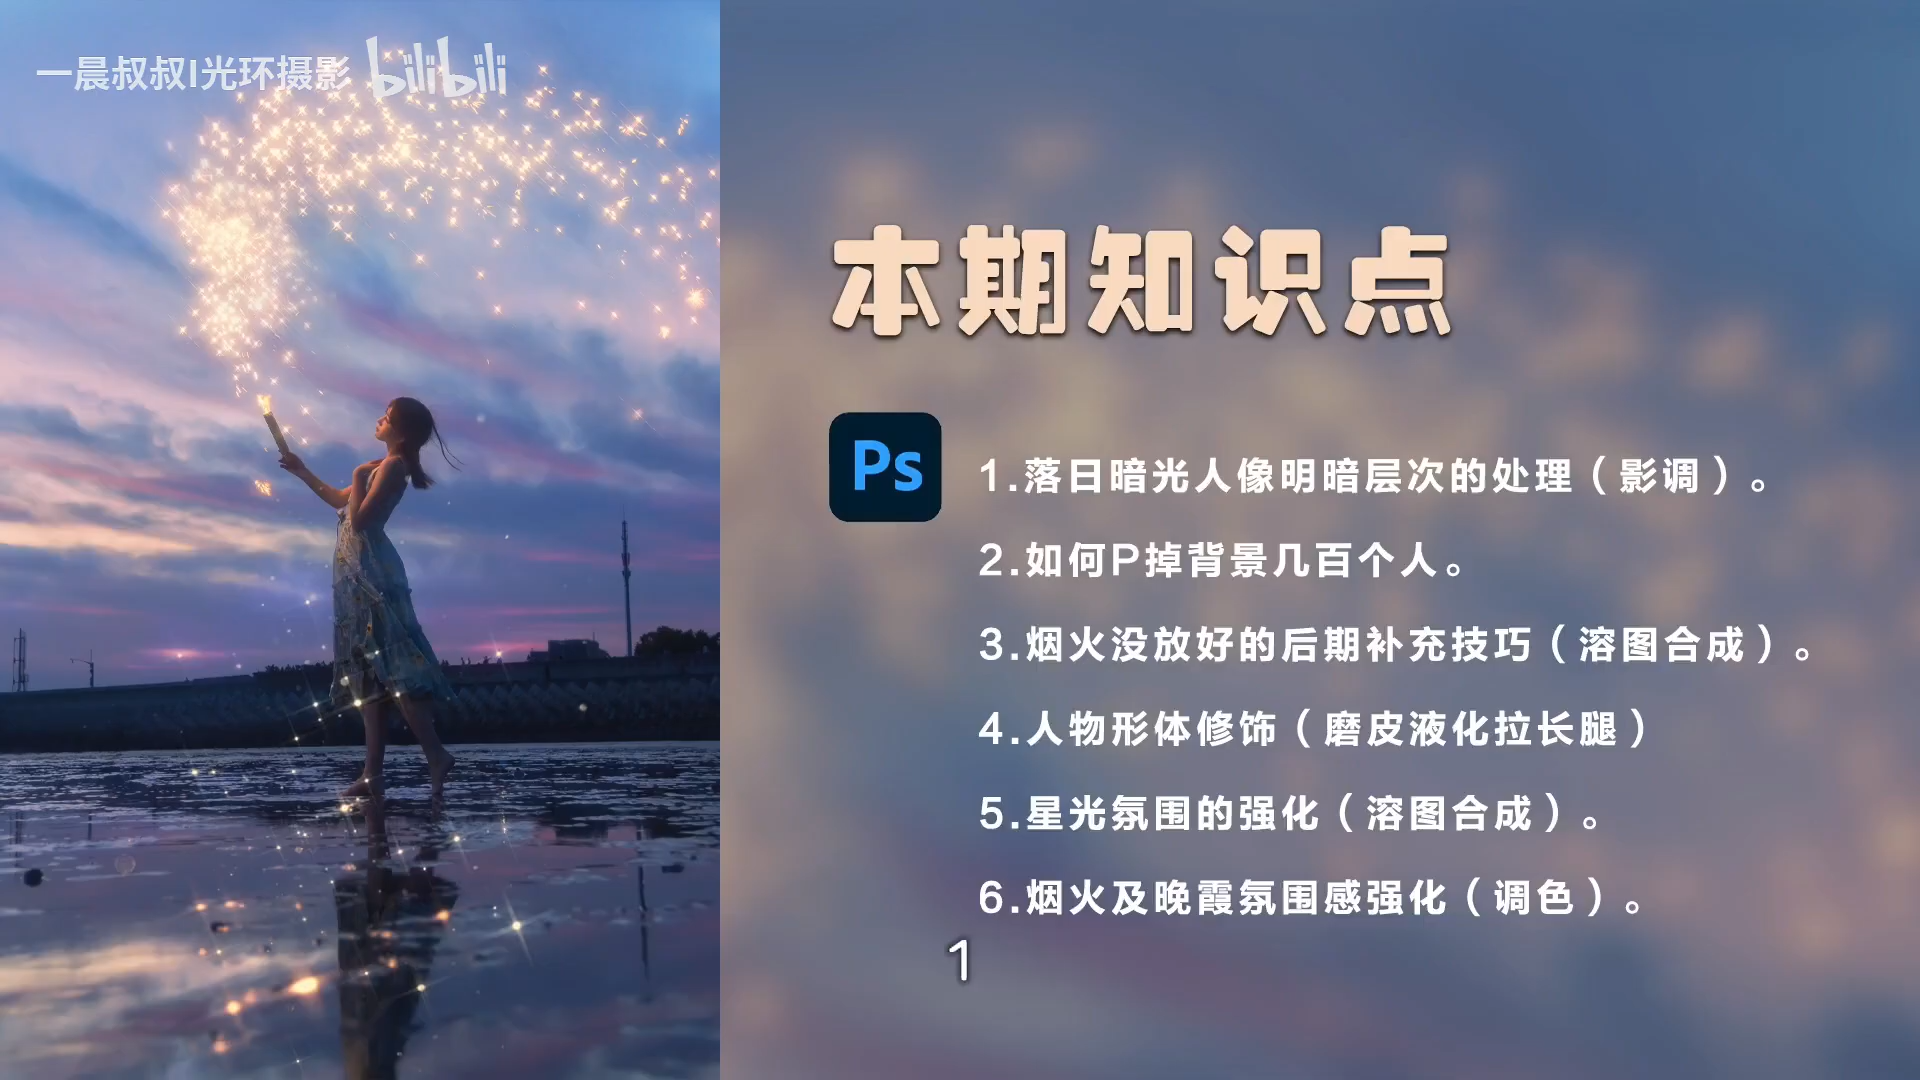 一晨叔叔I光环摄影 bilibili
本期知识点
Ps
1.落日暗光人像明暗层次的处理（影调）。
2.如何P掉背景几百个人。
3.烟火没放好的后期补充技巧（溶图合成）。
4.人物形体修饰（磨皮液化拉长腿）
5.星光氛围的强化（溶图合成）。
6.烟火及晚霞氛围感强化（调色）。
1